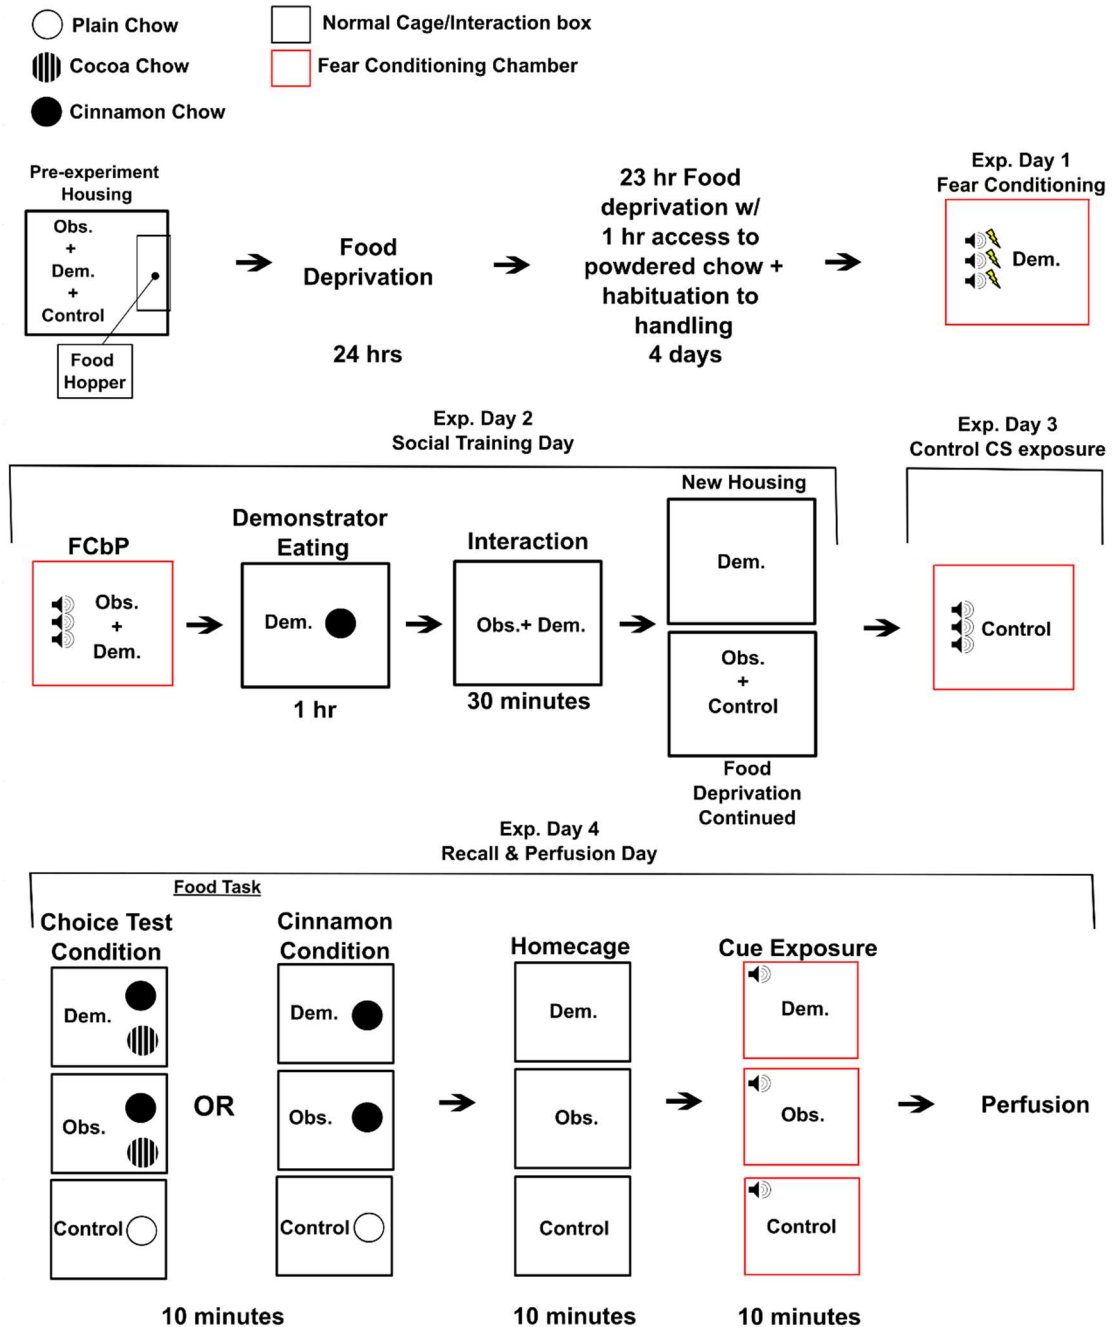 Plain Chow
Cocoa Chow
Cinnamon Chow
Normal Cage/Interaction box
Fear Conditioning Chamber
Pre-experiment
Housing
Obs.
+
Dem.
+
Control
Food
Hopper
Food
Deprivation
24 hrs
23 hr Food
deprivation w/
1 hr access to
powdered chow +
habituation to
handling
4 days
Exp. Day 1
Fear Conditioning
Dem.
Exp. Day 2
Social Training Day
FCbP
Obs.
+
Dem.
Demonstrator
Eating
Dem.
1 hr
Interaction
Obs.+ Dem.
30 minutes
New Housing
Dem.
Obs.
+
Control
Food
Deprivation
Continued
Exp. Day 3
Control CS exposure
Control
Exp. Day 4
Recall & Perfusion Day
Food Task
Choice Test
Condition
Dem.
Obs.
Control
OR
Cinnamon
Condition
Dem.
Obs.
Control
10 minutes
Homecage
Dem.
Obs.
Control
10 minutes
Cue Exposure
Dem.
Obs.
Control
10 minutes
Perfusion